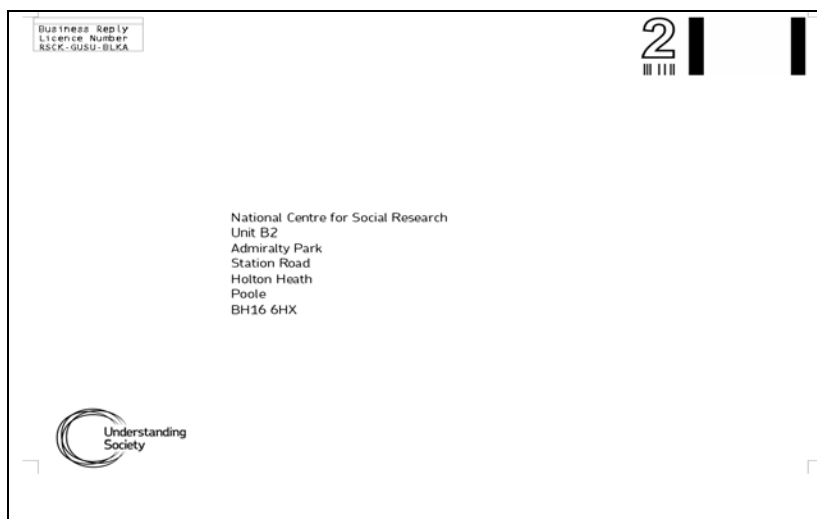 Business Reply
Licence Number
RSCK-GUSU-BLKA
2
National Centre for Social Research
Unit B2
Admiralty Park
Station Road
Holton Heath
Poole
BH16 6HX
Understanding
Society